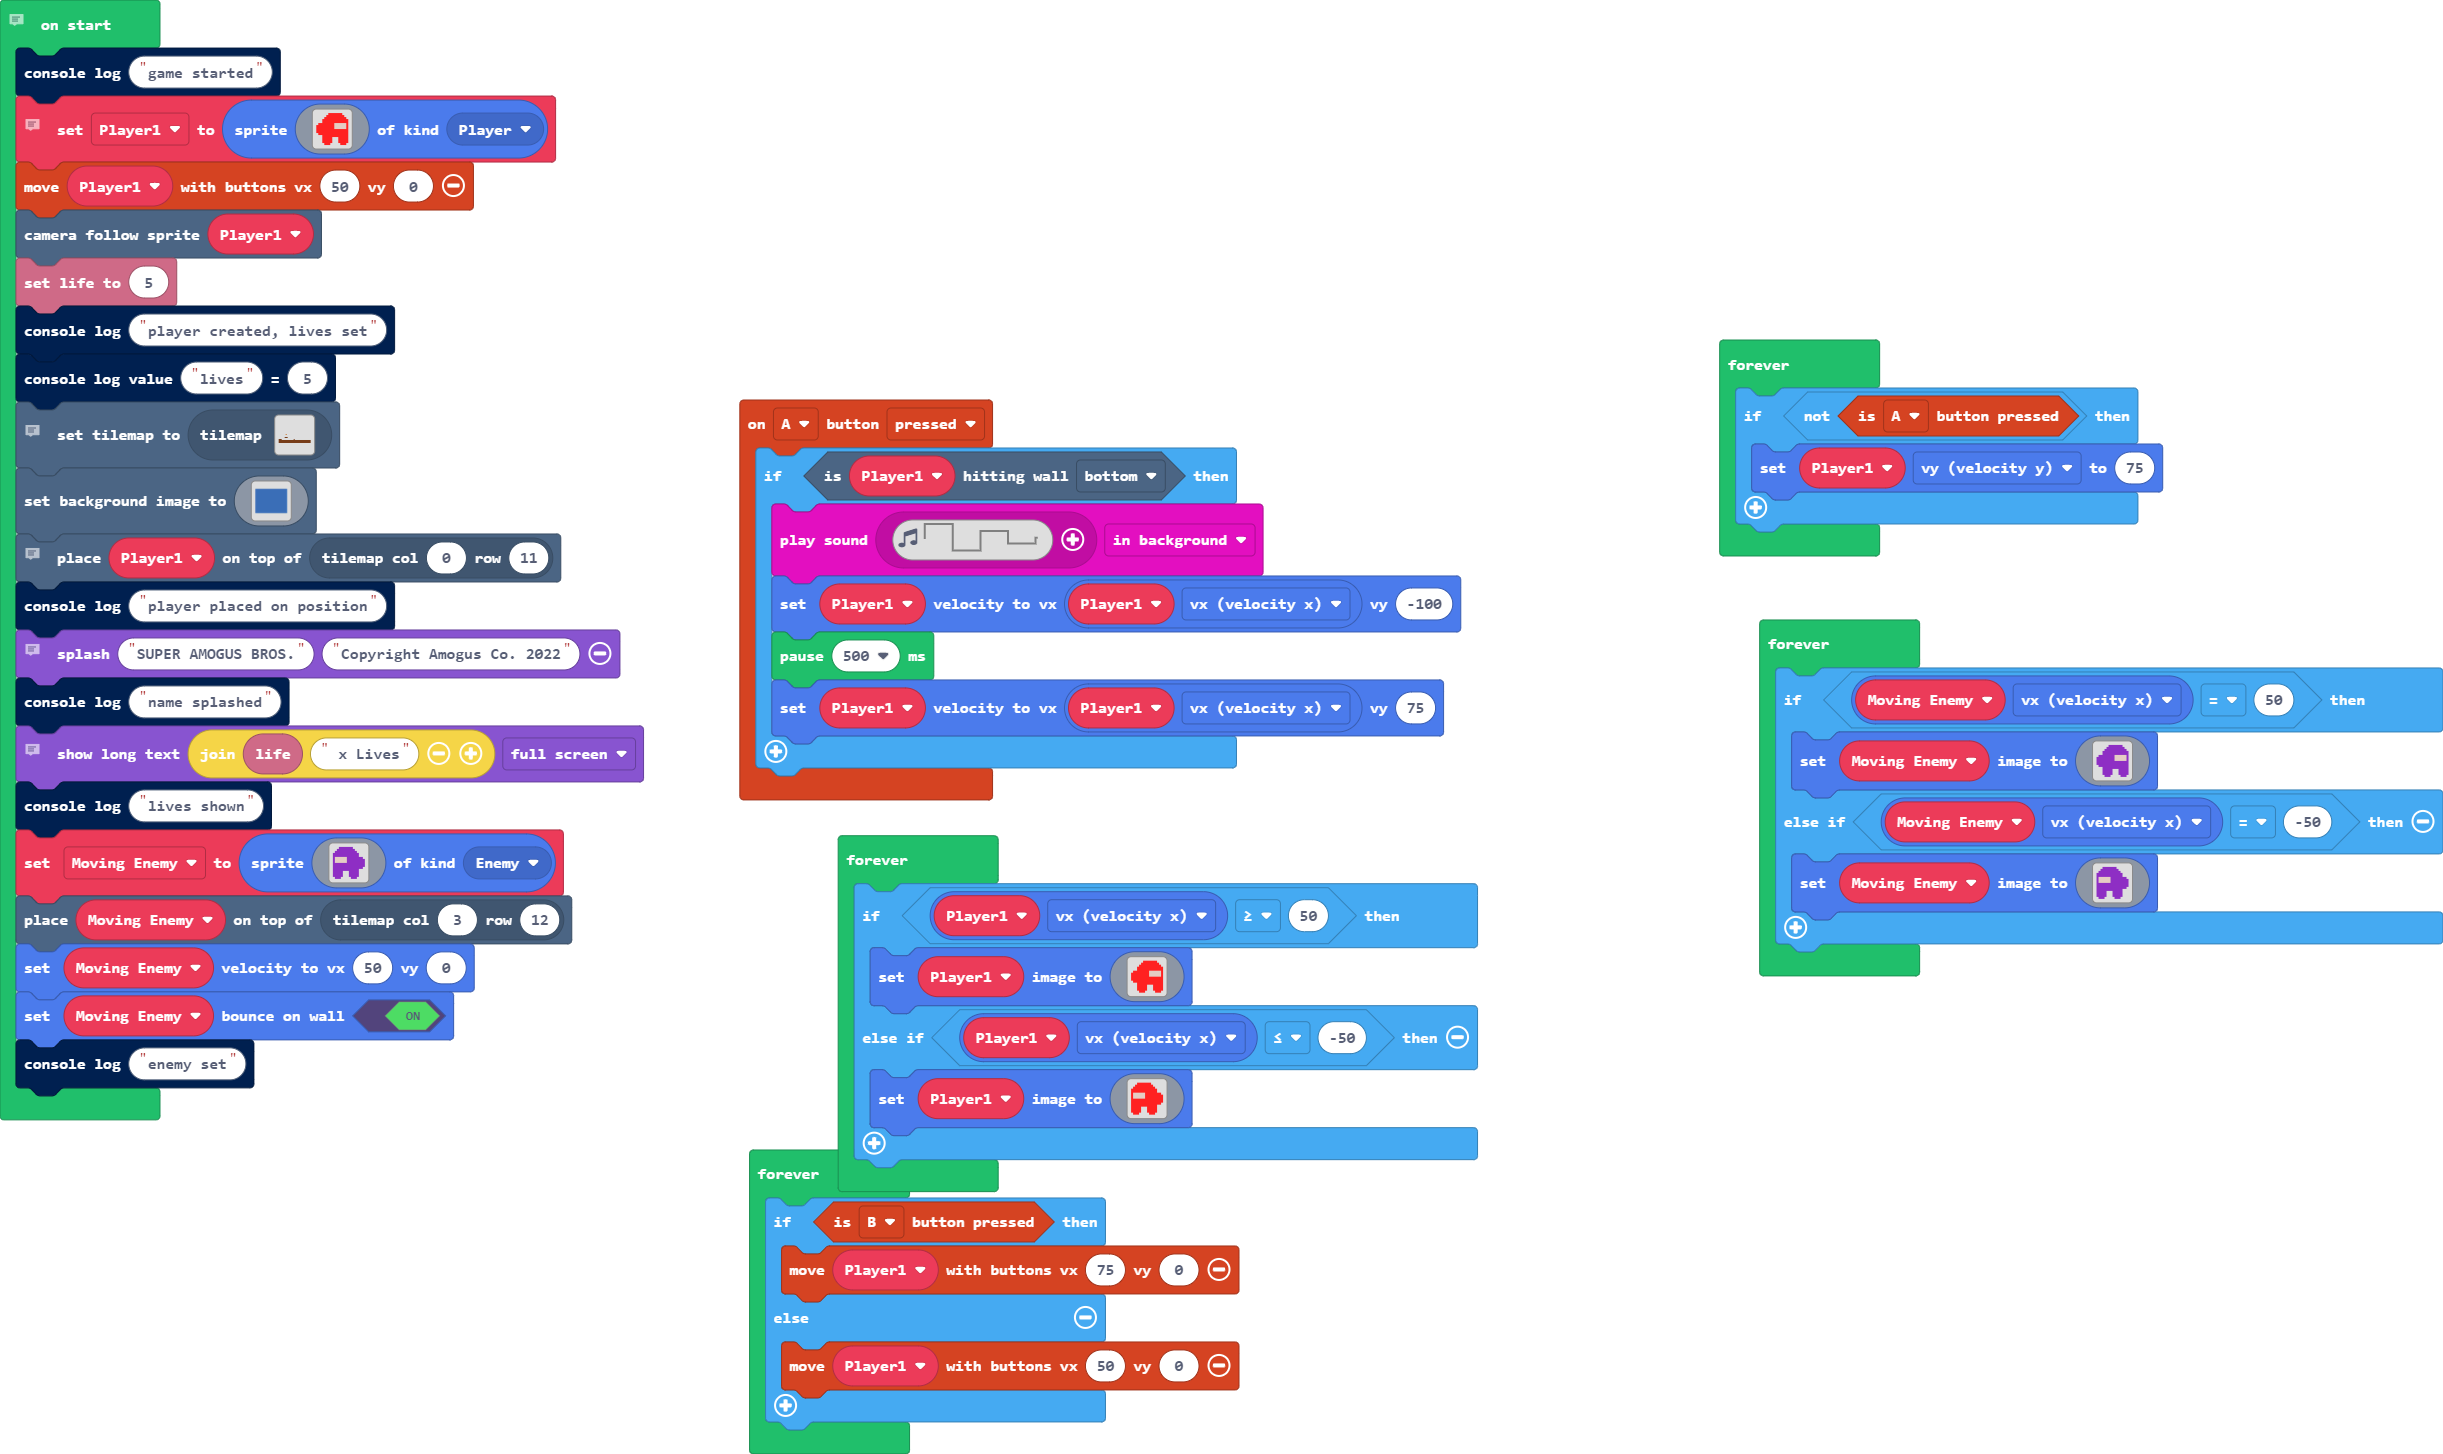 on start
console log "game started"
set Player1 to sprite of kind Player
move Player1 with buttons vx 50 vy 0
camera follow sprite Player1
set life to 5
console log "player created, lives set"
console log value "lives" = 5
set tilemap to tilemap
set background image to
place Player1 on top of tilemap col 0 row 11
console log "player placed on position"
splash "SUPER AMOGUS BROS." "Copyright Amogus Co. 2022"
console log "name splashed"
show long text join life " x Lives" full screen
console log "lives shown"
set Moving Enemy to sprite of kind Enemy
place Moving Enemy on top of tilemap col 3 row 12
set Moving Enemy velocity to vx 50 vy 0
set Moving Enemy bounce on wall ON
console log "enemy set"
on A button pressed
if is Player1 hitting wall bottom then
play sound in background
set Player1 velocity to vx Player1 vx (velocity x) vy -100
pause 500 ms
set Player1 velocity to vx Player1 vx (velocity x) vy 75
forever
if Player1 vx (velocity x) ≥ 50 then
set Player1 image to
else if Player1 vx (velocity x) ≤ -50 then
set Player1 image to
forever
if is B button pressed then
move Player1 with buttons vx 75 vy 0
else
move Player1 with buttons vx 50 vy 0
forever
if not is A button pressed then
set Player1 vy (velocity y) to 75
forever
if Moving Enemy vx (velocity x) = 50 then
set Moving Enemy image to
else if Moving Enemy vx (velocity x) = -50 then
set Moving Enemy image to